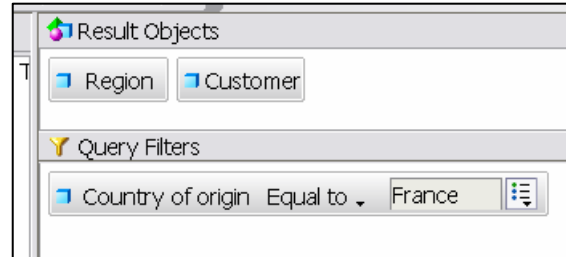 Result Objects
T
Region Customer
Query Filters
Country of origin Equal to France